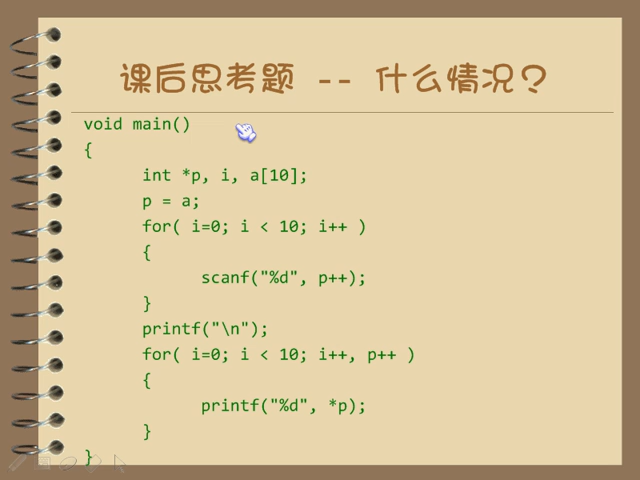 课后思考题 -- 什么情况？
void main()
{
int *p, i, a[10];
p = a;
for( i=0; i < 10; i++ )
{
scanf("%d", p++);
}
printf("\n");
for( i=0; i < 10; i++, p++ )
{
printf("%d", *p);
}
}